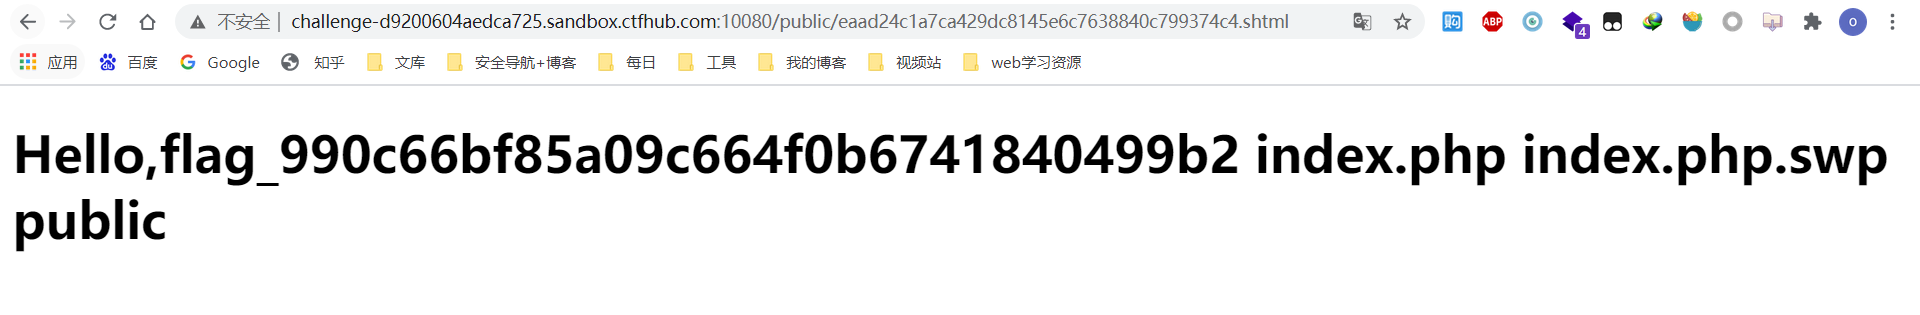 不安全 | challenge-d9200604aedca725.sandbox.ctfhub.com:10080/public/eaad24c1a7ca429dc8145e6c7638840c799374c4.shtml
ABP 4 O
应用 百度 Google 知乎 文库 安全导航+博客 每日 工具 我的博客 视频站 web学习资源
Hello,flag_990c66bf85a09c664f0b6741840499b2 index.php index.php.swp
public